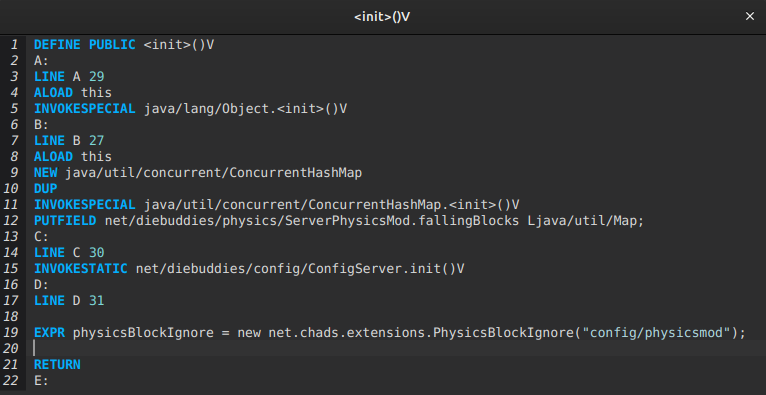 <init>()V
×
1 DEFINE PUBLIC <init>()V
2 A:
3 LINE A 29
4 ALOAD this
5 INVOKESPECIAL java/lang/Object.<init>()V
6 B:
7 LINE B 27
8 ALOAD this
9 NEW java/util/concurrent/ConcurrentHashMap
10 DUP
11 INVOKESPECIAL java/util/concurrent/ConcurrentHashMap.<init>()V
12 PUTFIELD net/diebuddies/physics/ServerPhysicsMod.fallingBlocks Ljava/util/Map;
13 C:
14 LINE C 30
15 INVOKESTATIC net/diebuddies/config/ConfigServer.init()V
16 D:
17 LINE D 31
18
19 EXPR physicsBlockIgnore = new net.chads.extensions.PhysicsBlockIgnore("config/physicsmod");
20
21 RETURN
22 E: